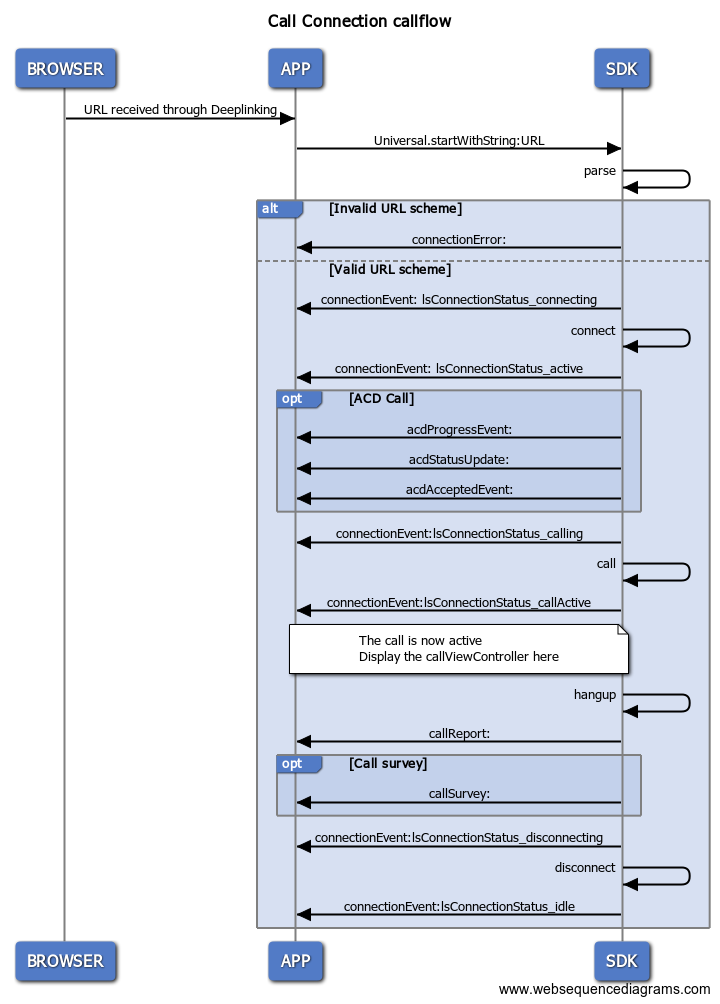 Call Connection callflow
BROWSER
APP
SDK
URL received through Deeplinking
Universal.startWithString:URL
parse
alt
[Invalid URL scheme]
connectionError:
[Valid URL scheme]
connectionEvent: lsConnectionStatus_connecting
connect
connectionEvent: lsConnectionStatus_active
opt
[ACD Call]
acdProgressEvent:
acdStatusUpdate:
acdAcceptedEvent:
connectionEvent:lsConnectionStatus_calling
call
connectionEvent:lsConnectionStatus_callActive
The call is now active
Display the callViewController here
hangup
callReport:
opt
[Call survey]
callSurvey:
connectionEvent:lsConnectionStatus_disconnecting
disconnect
connectionEvent:lsConnectionStatus_idle
BROWSER
APP
SDK
www.websequencediagrams.com